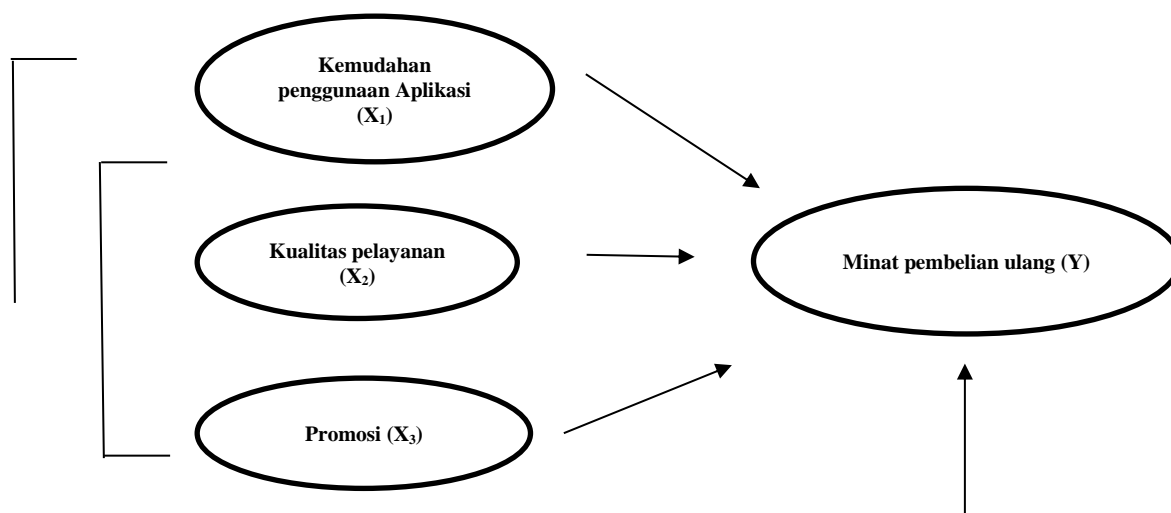 Kemudahan
penggunaan Aplikasi
(X₁)
Kualitas pelayanan
(X₂)
Minat pembelian ulang (Y)
Promosi (X₃)